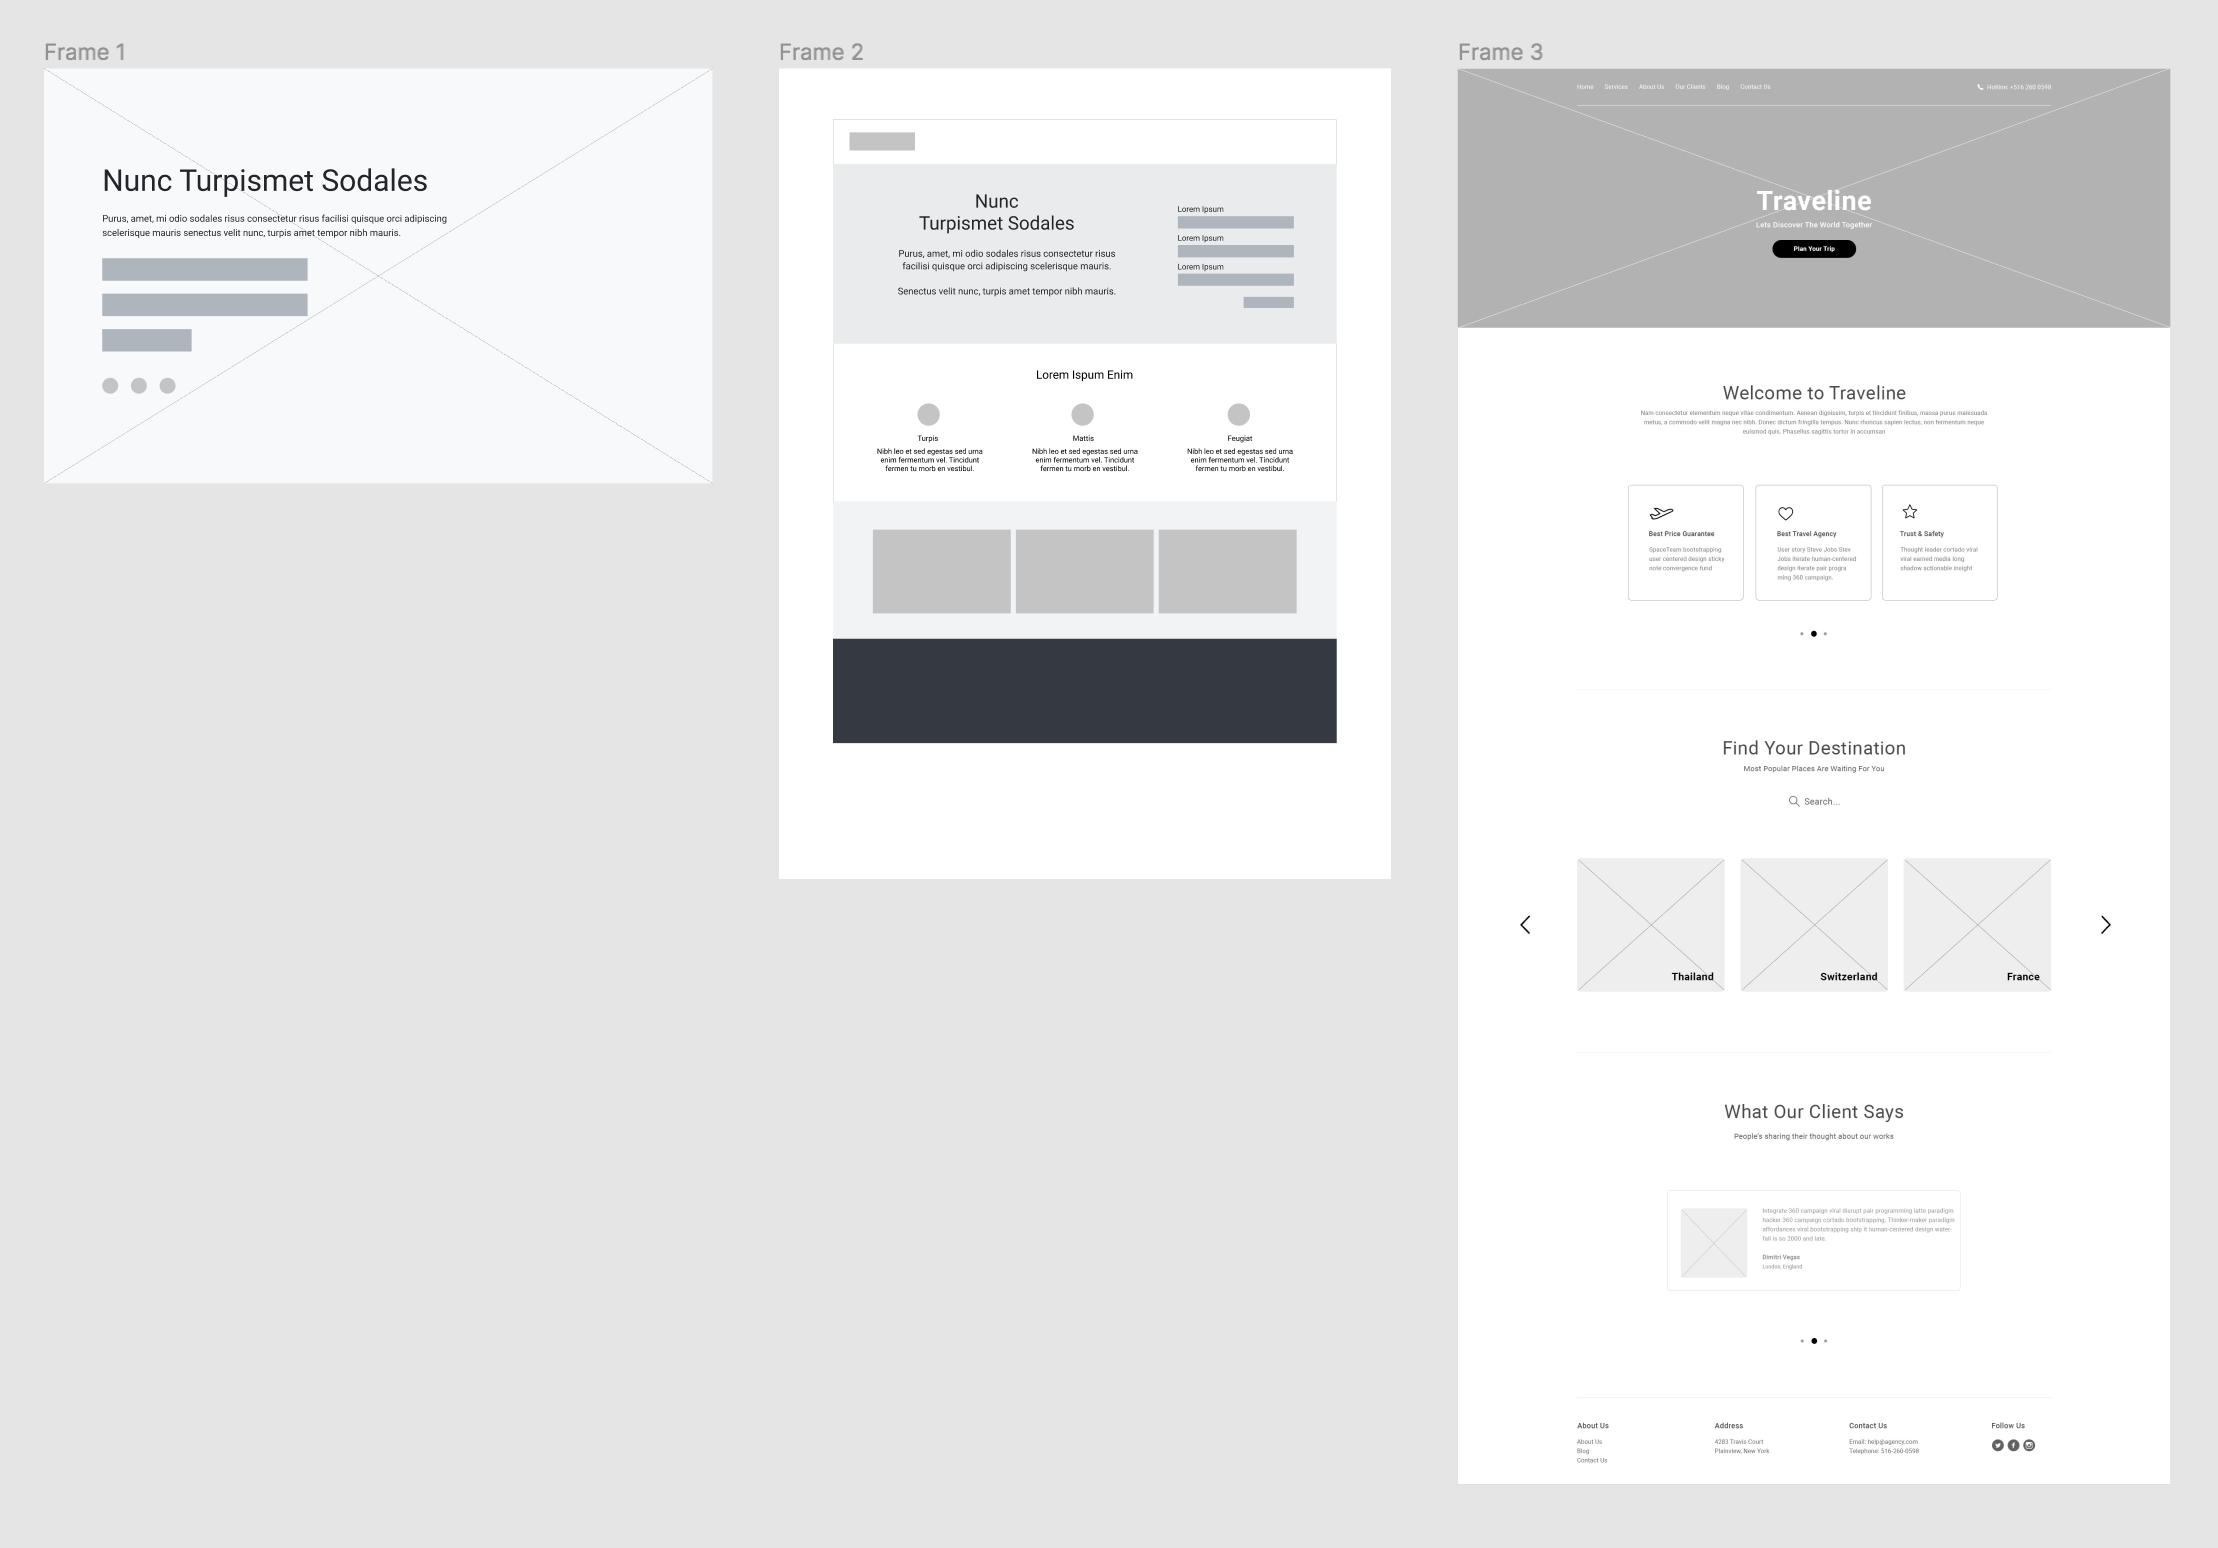 Frame 1
Nunc Turpismet Sodales
Purus, amet, mi odio sodales risus consectetur risus facilisi quisque orci adipiscing
scelerisque mauris senectus velit nunc, turpis amet tempor nibh mauris.
Frame 2
Nunc
Turpismet Sodales
Purus, amet, mi odio sodales risus consectetur risus
facilisi quisque orci adipiscing scelerisque mauris.
Senectus velit nunc, turpis amet tempor nibh mauris.
Lorem Ipsum
Lorem Ipsum
Lorem Ipsum
Lorem Ispum Enim
Turpis
Nibh leo et sed egestas sed urna
enim fermentum vel. Tincidunt
fermen tu morb en vestibul.
Mattis
Nibh leo et sed egestas sed urna
enim fermentum vel. Tincidunt
fermen tu morb en vestibul.
Feugiat
Nibh leo et sed egestas sed urna
enim fermentum vel. Tincidunt
fermen tu morb en vestibul.
Frame 3
Home Services About Us Our Clients Blog Contact Us Hotline: +516 260 0598
Traveline
Lets Discover The World Together
Plan Your Trip
Welcome to Traveline
Nam consectetur elementum neque vitae condimentum. Aenean dignissim, turpis et tincidunt finibus, massa purus malesuada
metus, a commodo velit magna nec nibh. Donec dictum fringilla tempus. Nunc rhoncus sapien lectus, non fermentum neque
euismod quis. Phasellus sagittis tortor in accumsan
Best Price Guarantee
SpaceTeam bootstrapping
user centered design sticky
note convergence fund
Best Travel Agency
User story Steve Jobs Stev
Jobs iterate human-centered
design iterate pair progra
ming 360 campaign.
Trust & Safety
Thought leader cortado viral
viral earned media long
shadow actionable insight
Find Your Destination
Most Popular Places Are Waiting For You
Search...
Thailand
Switzerland
France
What Our Client Says
People's sharing their thought about our works
Integrate 360 campaign viral disrupt pair programming latte paradigm
hacker 360 campaign cortado bootstrapping. Thinker-maker paradigm
affordances viral bootstrapping ship it human-centered design water-
fall is so 2000 and late.
Dimitri Vegas
London, England
About Us
About Us
Blog
Contact Us
Address
4283 Travis Court
Plainview, New York
Contact Us
Email: help@agency.com
Telephone: 516-260-0598
Follow Us